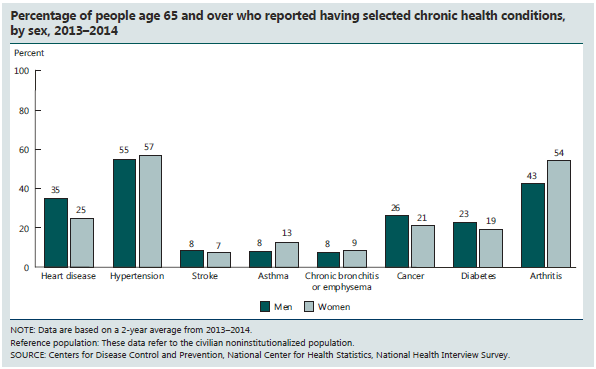 Percentage of people age 65 and over who reported having selected chronic health conditions,
by sex, 2013–2014
Percent
100
80
60
40
20
0
35
25
55
57
8
7
8
13
8
9
26
21
23
19
43
54
Heart disease
Hypertension
Stroke
Asthma
Chronic bronchitis
or emphysema
Cancer
Diabetes
Arthritis
Men
Women
NOTE: Data are based on a 2-year average from 2013–2014.
Reference population: These data refer to the civilian noninstitutionalized population.
SOURCE: Centers for Disease Control and Prevention, National Center for Health Statistics, National Health Interview Survey.